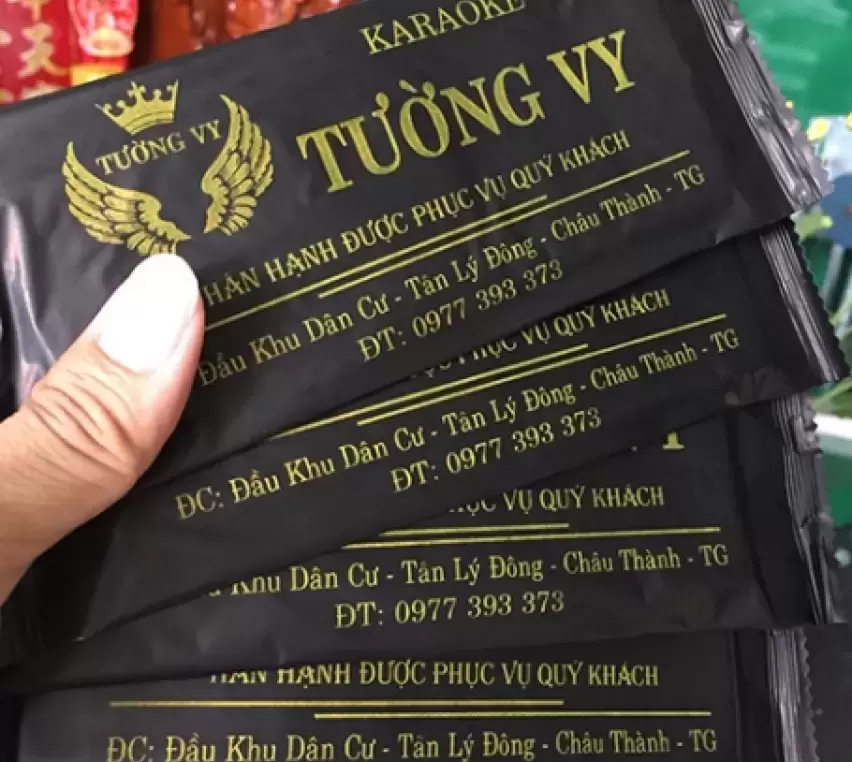 KARAOKE
TƯỜNG VY
TƯỜNG VY
HÂN HẠNH ĐƯỢC PHỤC VỤ QUÝ KHÁCH
Đầu Khu Dân Cư - Tân Lý Đông - Châu Thành - TG
ĐT: 0977 393 373
PHỤC VỤ QUÝ KHÁCH
ĐC: Đầu Khu Dân Cư - Tân Lý Đông - Châu Thành - TG
ĐT: 0977 393 373
VỤ QUÝ KHÁCH
Khu Dân Cư - Tân Lý Đông - Châu Thành - TG
ĐT: 0977 393 373
HÂN HẠNH ĐƯỢC PHỤC VỤ QUÝ KHÁCH
ĐC: Đầu Khu Dân Cư - Tân Lý Đông - Châu Thành - TG